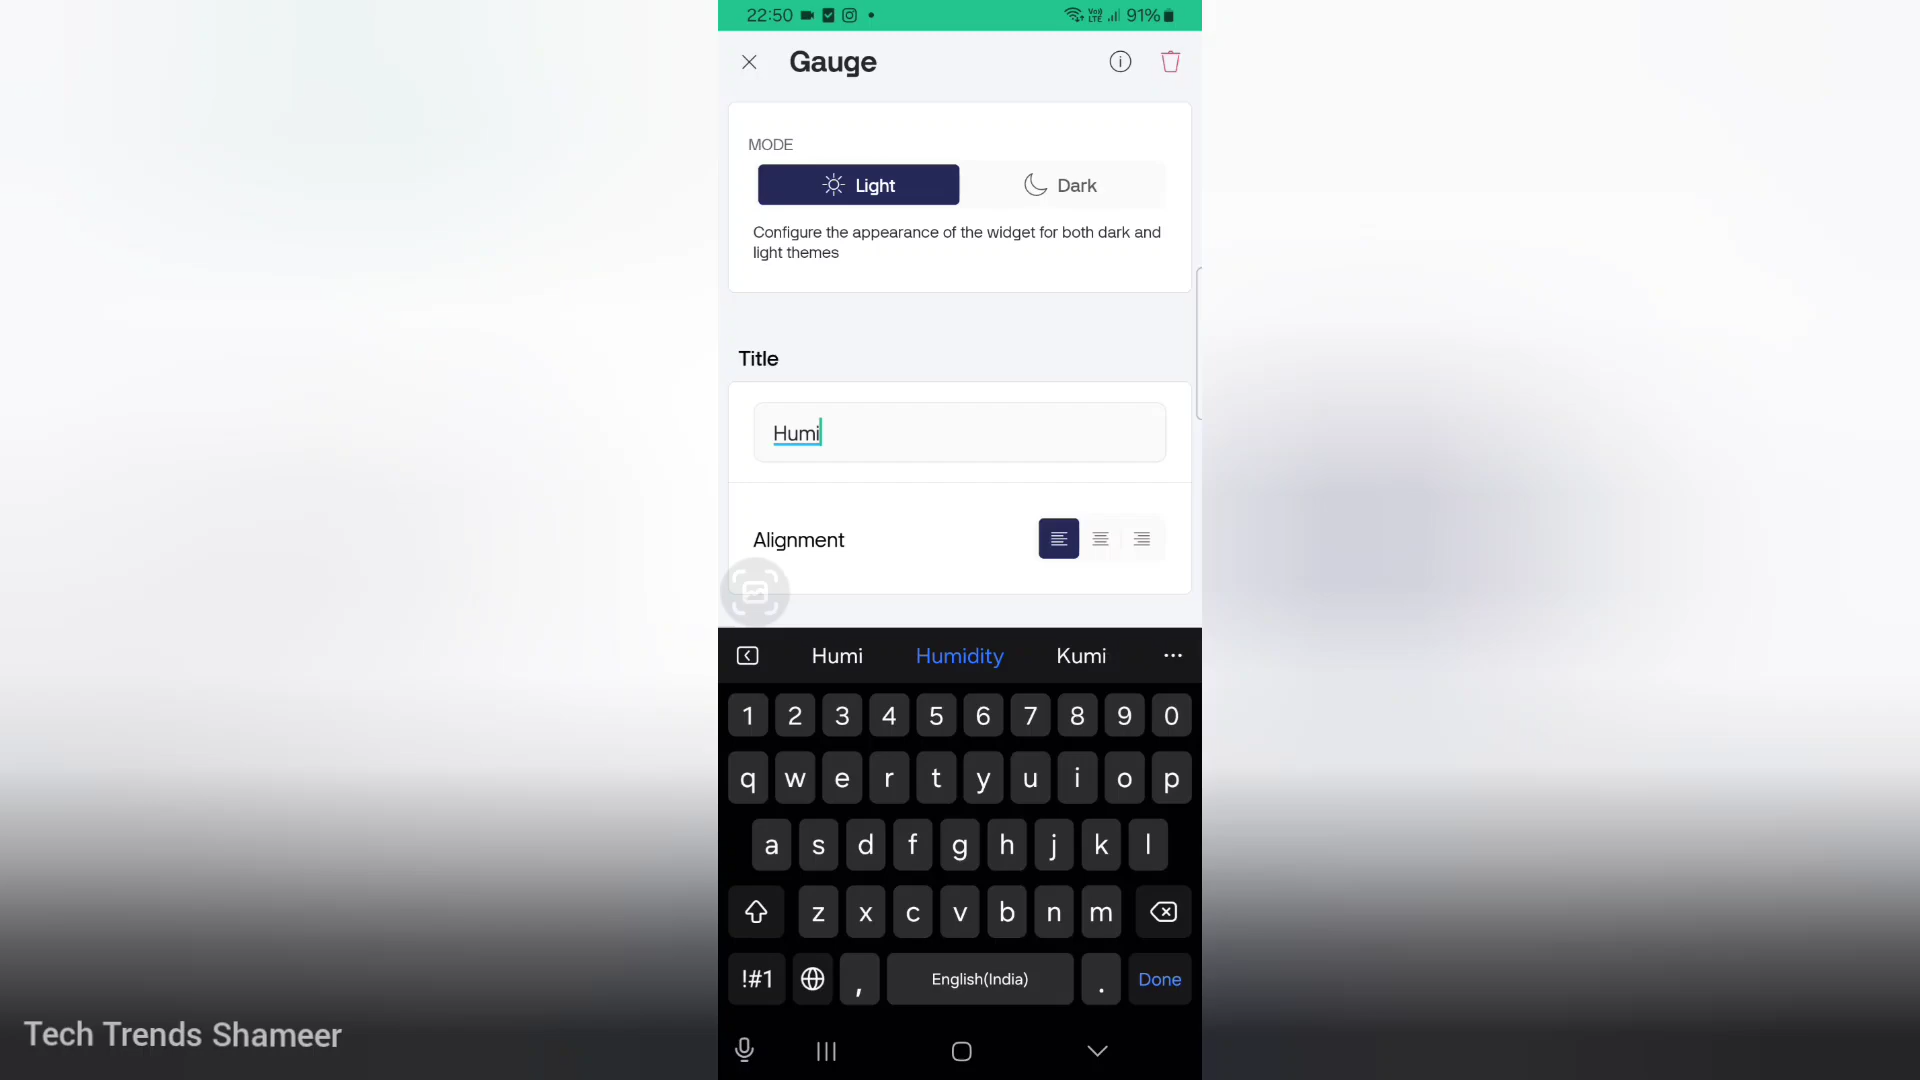 22:50
Vo) LTE 91%
Gauge
MODE
Light
Dark
Configure the appearance of the widget for both dark and
light themes
Title
Humi
Alignment
Humi Humidity Kumi
1 2 3 4 5 6 7 8 9 0
q w e r t y u i o p
a s d f g h j k l
z x c v b n m
!#1 , English(India) . Done
Tech Trends Shameer